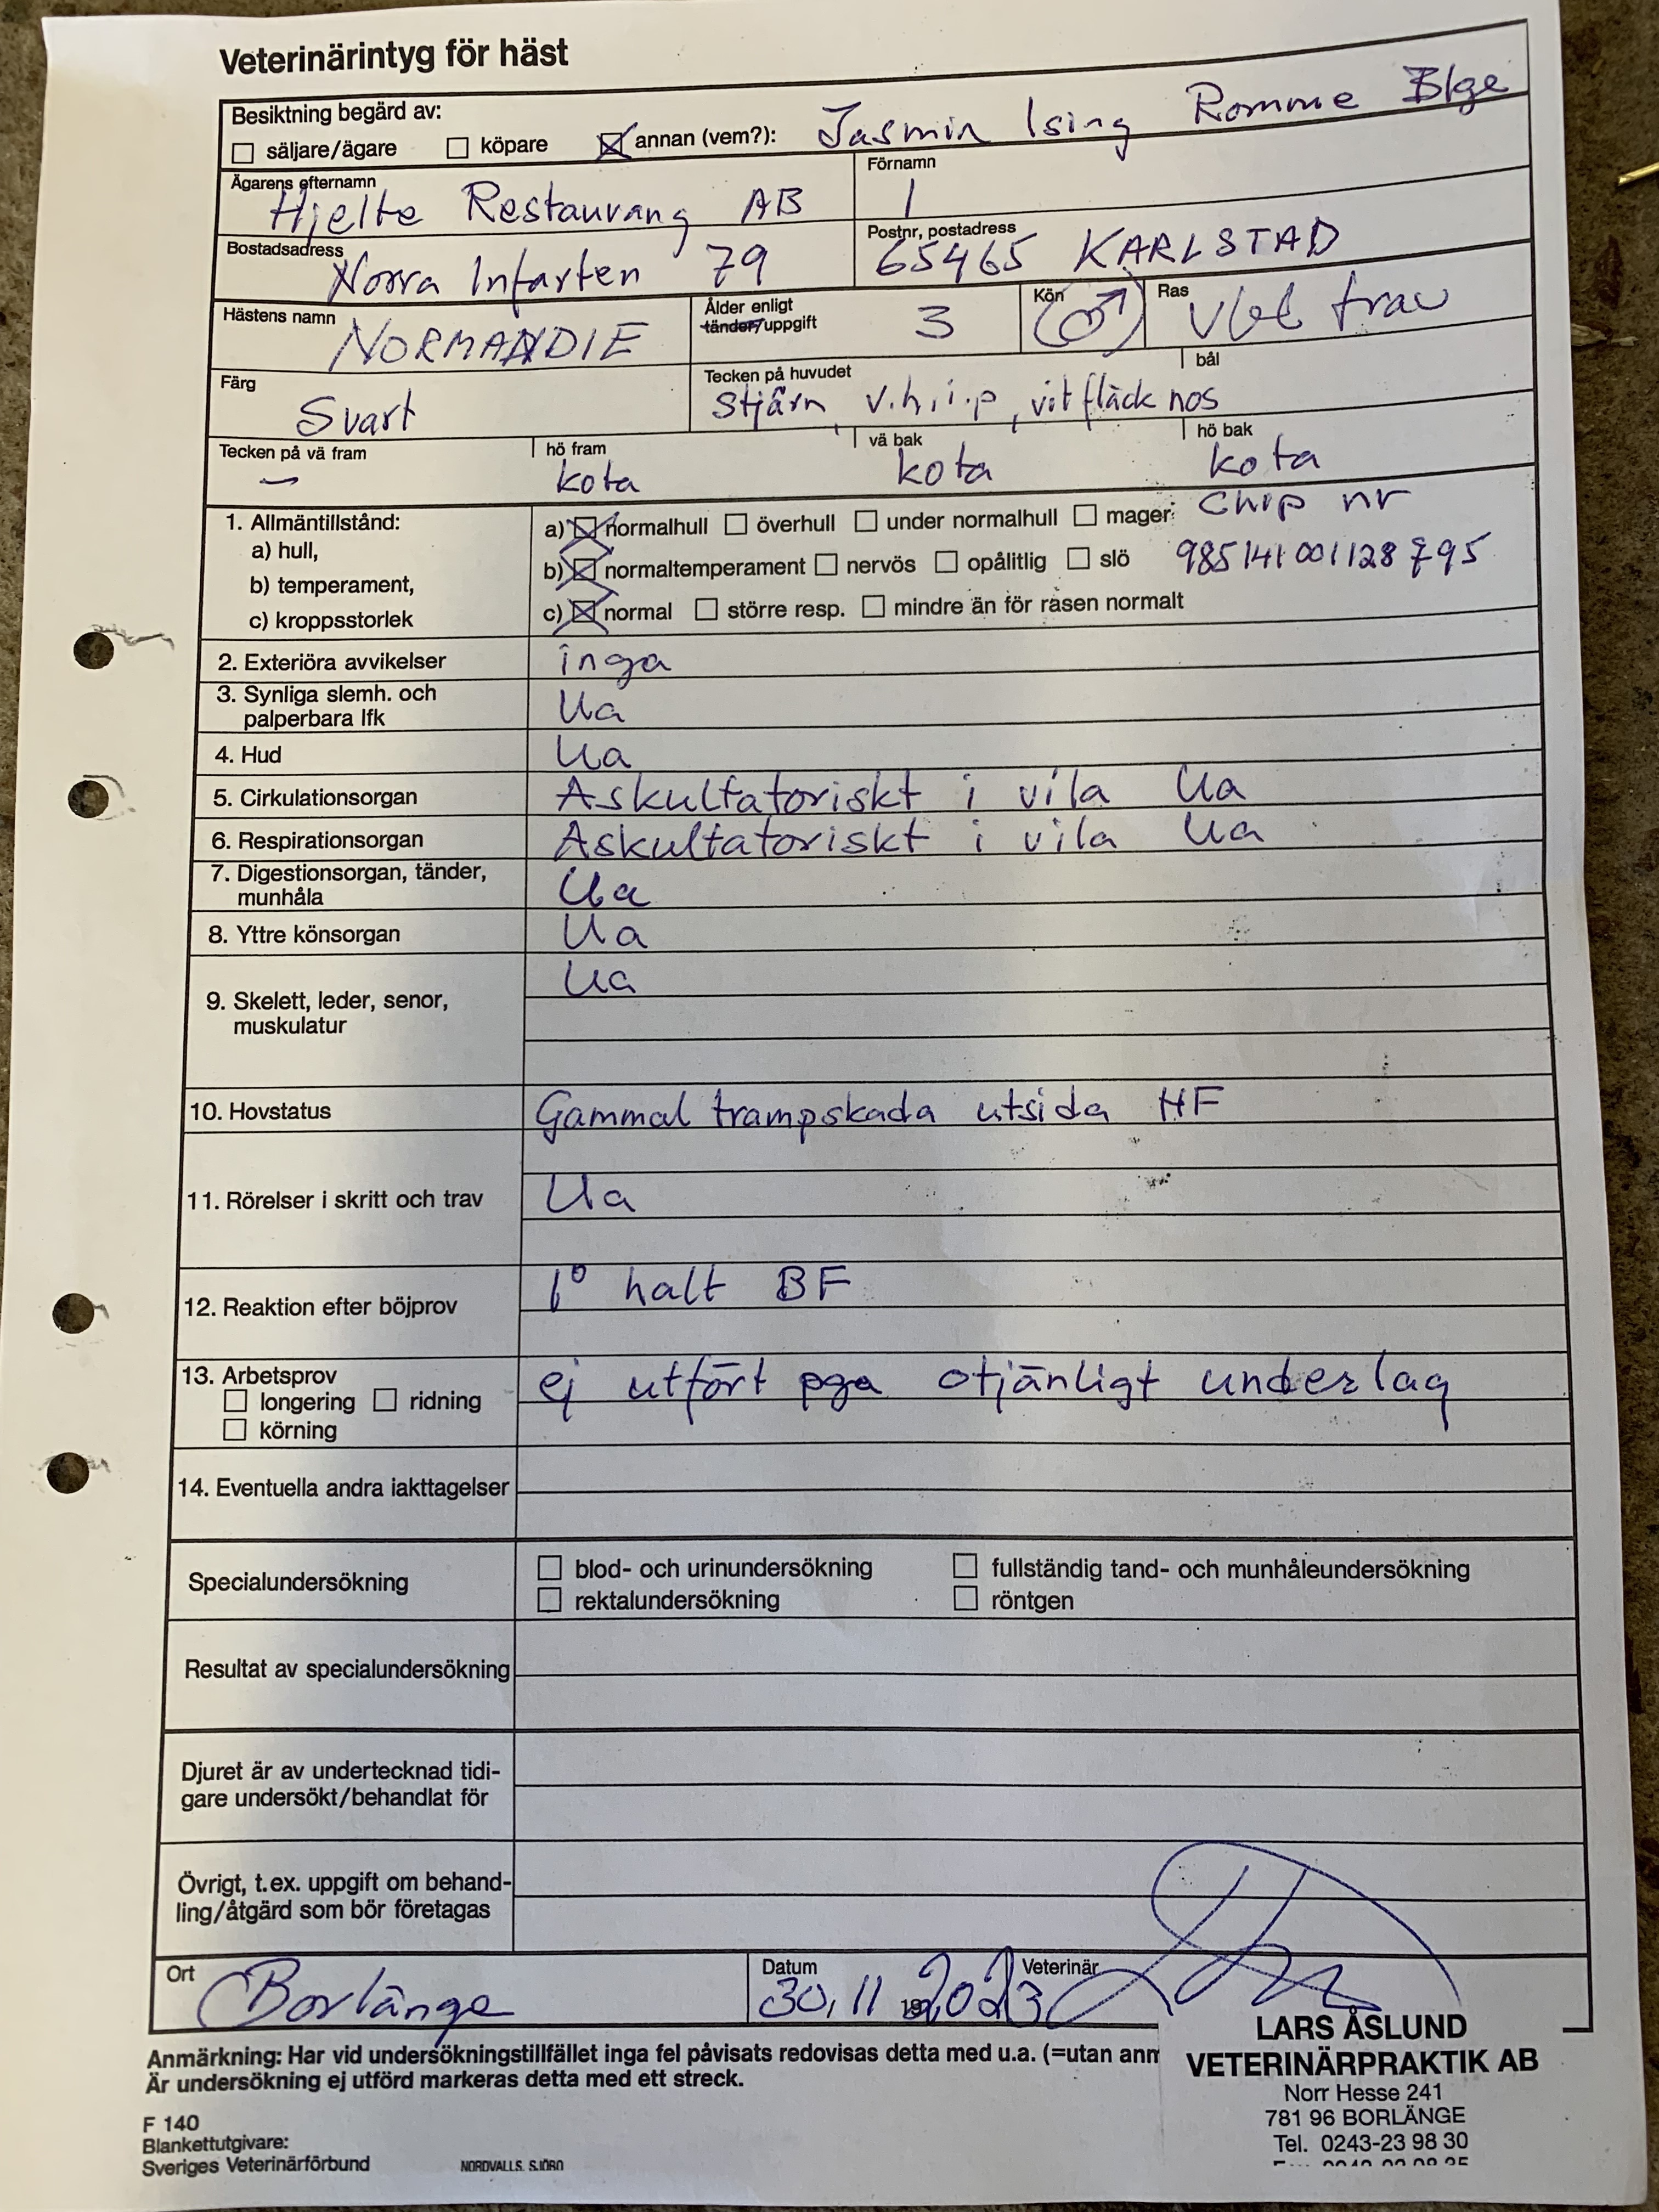 Veterinärintyg för häst
Besiktning begärd av:
säljare/ägare köpare annan (vem?): Jasmin Ising Romme Blge
Ägarens efternamn Förnamn
Hjelte Restaurang AB /
Bostadsadress Postnr, postadress
Norra Infarten 79 65465 KARLSTAD
Hästens namn Ålder enligt tänder/uppgift Kön Ras
NORMANDIE 3 ♂ vbl trav
Färg Tecken på huvudet bål
Svart Stjärn v.h.i.p, vit fläck nos
Tecken på vä fram hö fram vä bak hö bak
– kota kota kota
1. Allmäntillstånd:
a) hull,
b) temperament,
c) kroppsstorlek
a) normalhull överhull under normalhull mager Chip nr
b) normaltemperament nervös opålitlig slö 985141001128795
c) normal större resp. mindre än för rasen normalt
2. Exteriöra avvikelser inga
3. Synliga slemh. och
palperbara lfk Ua
4. Hud Ua
5. Cirkulationsorgan Askultatoriskt i vila Ua
6. Respirationsorgan Askultatoriskt i vila Ua
7. Digestionsorgan, tänder,
munhåla Ua
8. Yttre könsorgan Ua
9. Skelett, leder, senor,
muskulatur Ua
10. Hovstatus Gammal trampskada utsida HF
11. Rörelser i skritt och trav Ua
12. Reaktion efter böjprov 1° halt BF
13. Arbetsprov ej utfört pga otjänligt underlag
longering ridning
körning
14. Eventuella andra iakttagelser
Specialundersökning
blod- och urinundersökning fullständig tand- och munhåleundersökning
rektalundersökning röntgen
Resultat av specialundersökning
Djuret är av undertecknad tidi-
gare undersökt/behandlat för
Övrigt, t.ex. uppgift om behand-
ling/åtgärd som bör företagas
Ort Datum Veterinär
Borlänge 30, 11 19 2023
LARS ÅSLUND
VETERINÄRPRAKTIK AB
Norr Hesse 241
781 96 BORLÄNGE
Tel. 0243-23 98 30
Anmärkning: Har vid undersökningstillfället inga fel påvisats redovisas detta med u.a. (=utan anm
Är undersökning ej utförd markeras detta med ett streck.
F 140
Blankettutgivare:
Sveriges Veterinärförbund NORDVALLS. SJÖBO